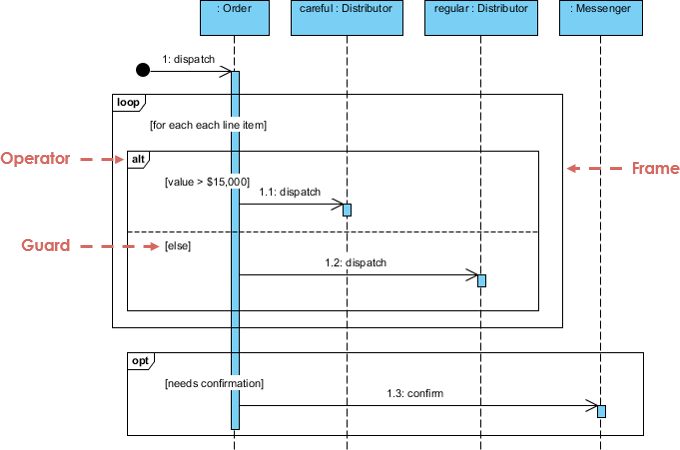 : Order
careful : Distributor
regular : Distributor
: Messenger
1: dispatch
loop
[for each each line item]
Operator
alt
Frame
[value > $15,000]
1.1: dispatch
Guard
[else]
1.2: dispatch
opt
[needs confirmation]
1.3: confirm